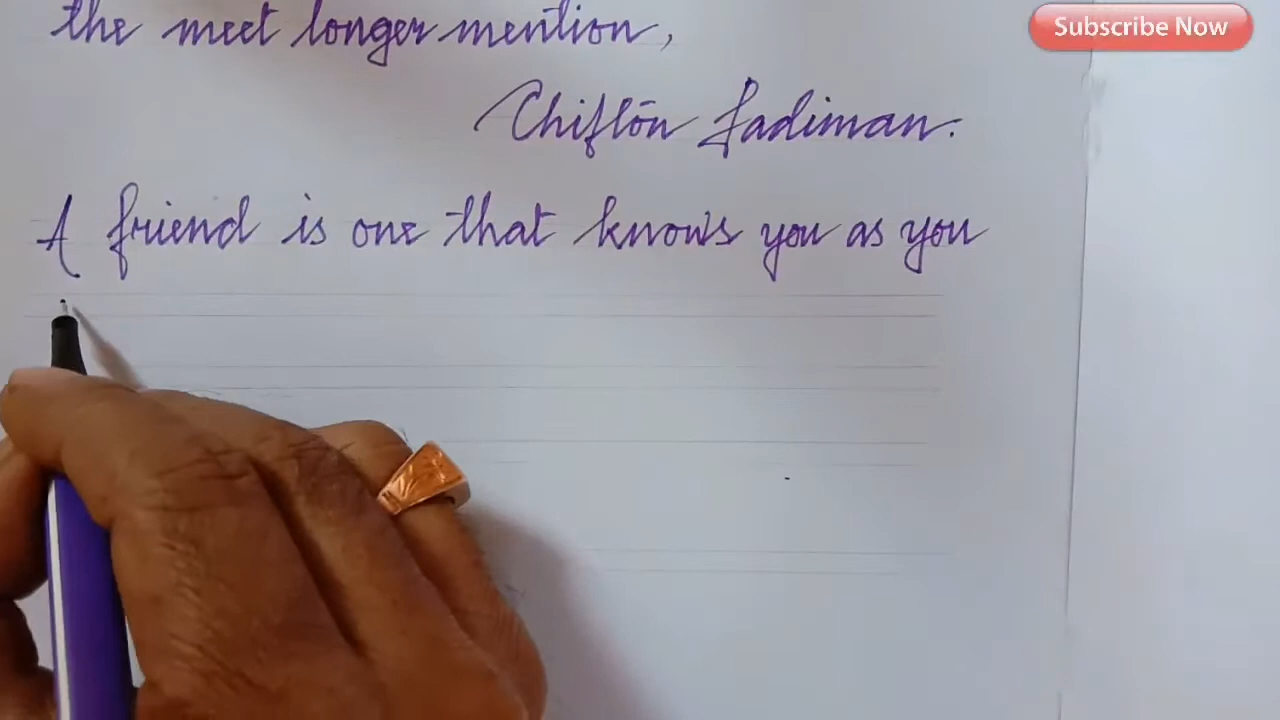 the meet longer mention,
Subscribe Now
Chiflon fadiman.
A friend is one that knows you as you